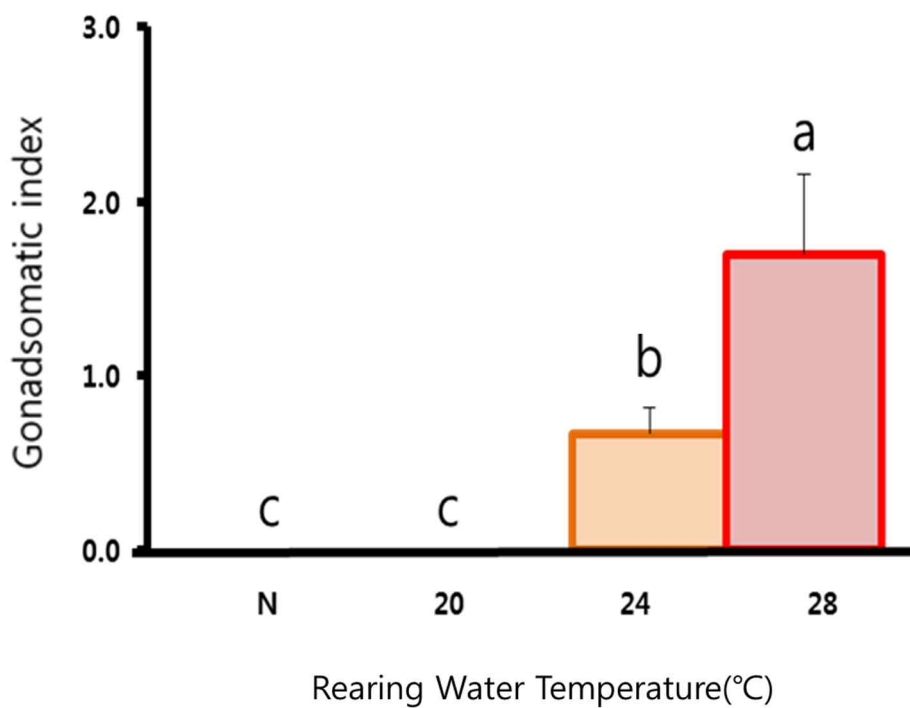 Gonadsomatic index
3.0
2.0
1.0
0.0
c
c
b
a
N
20
24
28
Rearing Water Temperature(℃)